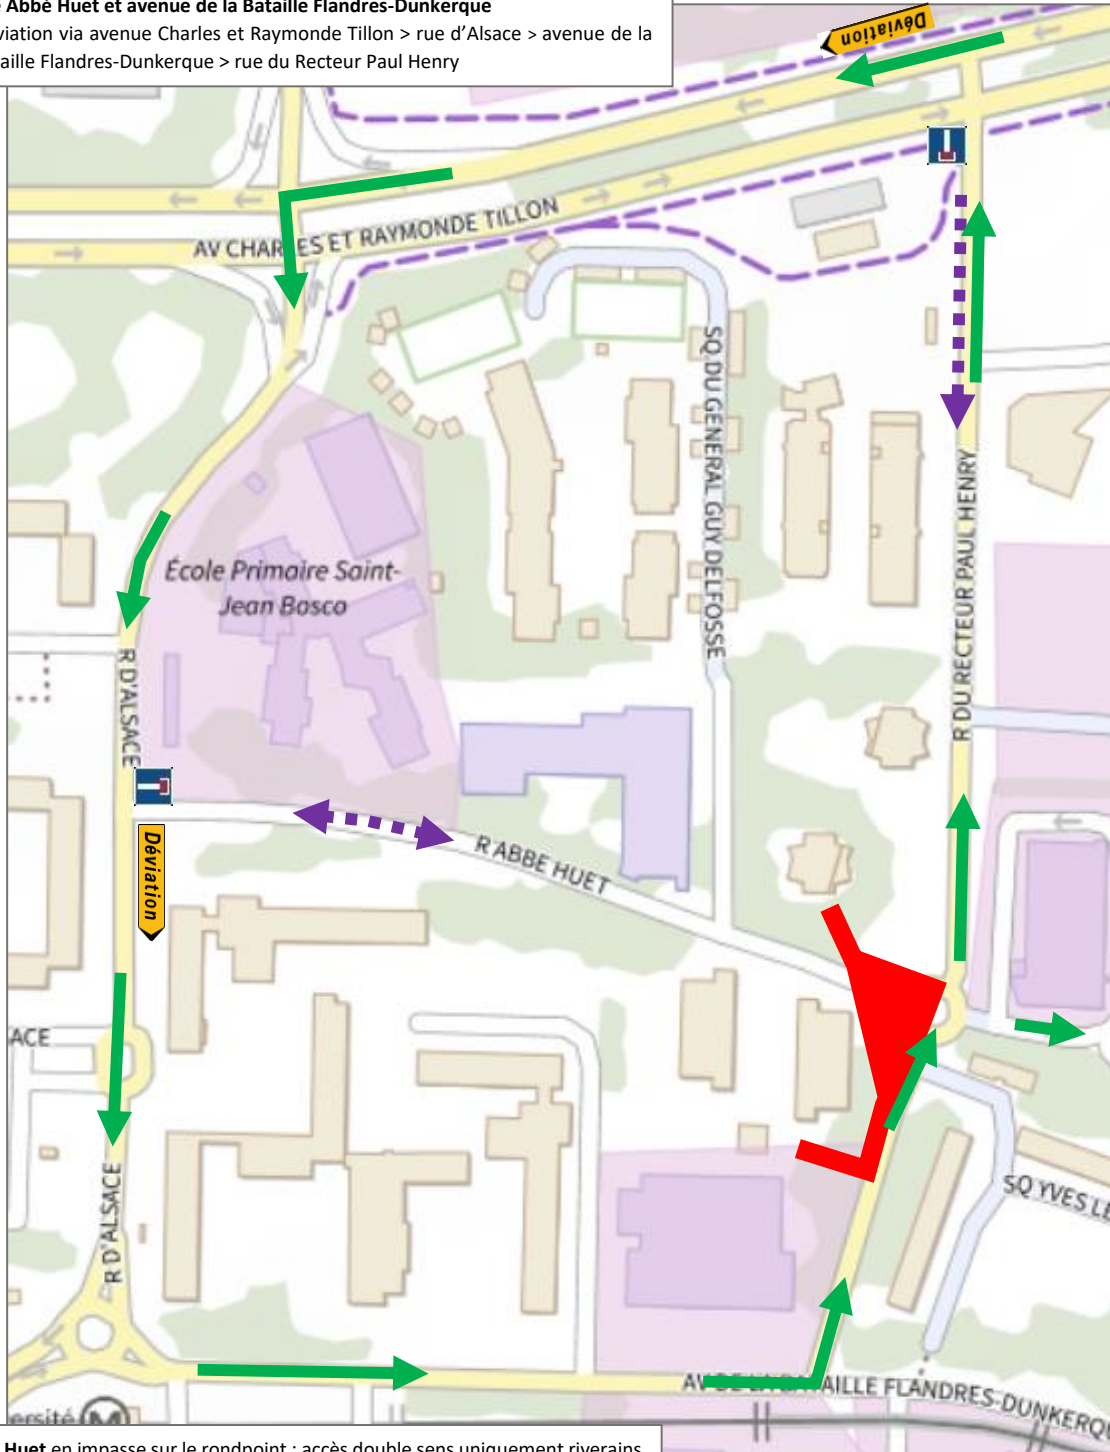 Abbé Huet et avenue de la Bataille Flandres-Dunkerque
viation via avenue Charles et Raymonde Tillon > rue d'Alsace > avenue de la
aille Flandres-Dunkerque > rue du Recteur Paul Henry
Déviation
AV CHARLES ET RAYMONDE TILLON
SQ DU GENERAL GUY DELFOSSE
R DU RECTEUR PAUL HENRY
École Primaire Saint-
Jean Bosco
R D'ALSACE
Déviation
R ABBE HUET
ACE
R D'ALSACE
SQ YVES LE
AV DE LA BATAILLE FLANDRES-DUNKERQU
ersité M
Huet en impasse sur le rondpoint : accès double sens uniquement riverains